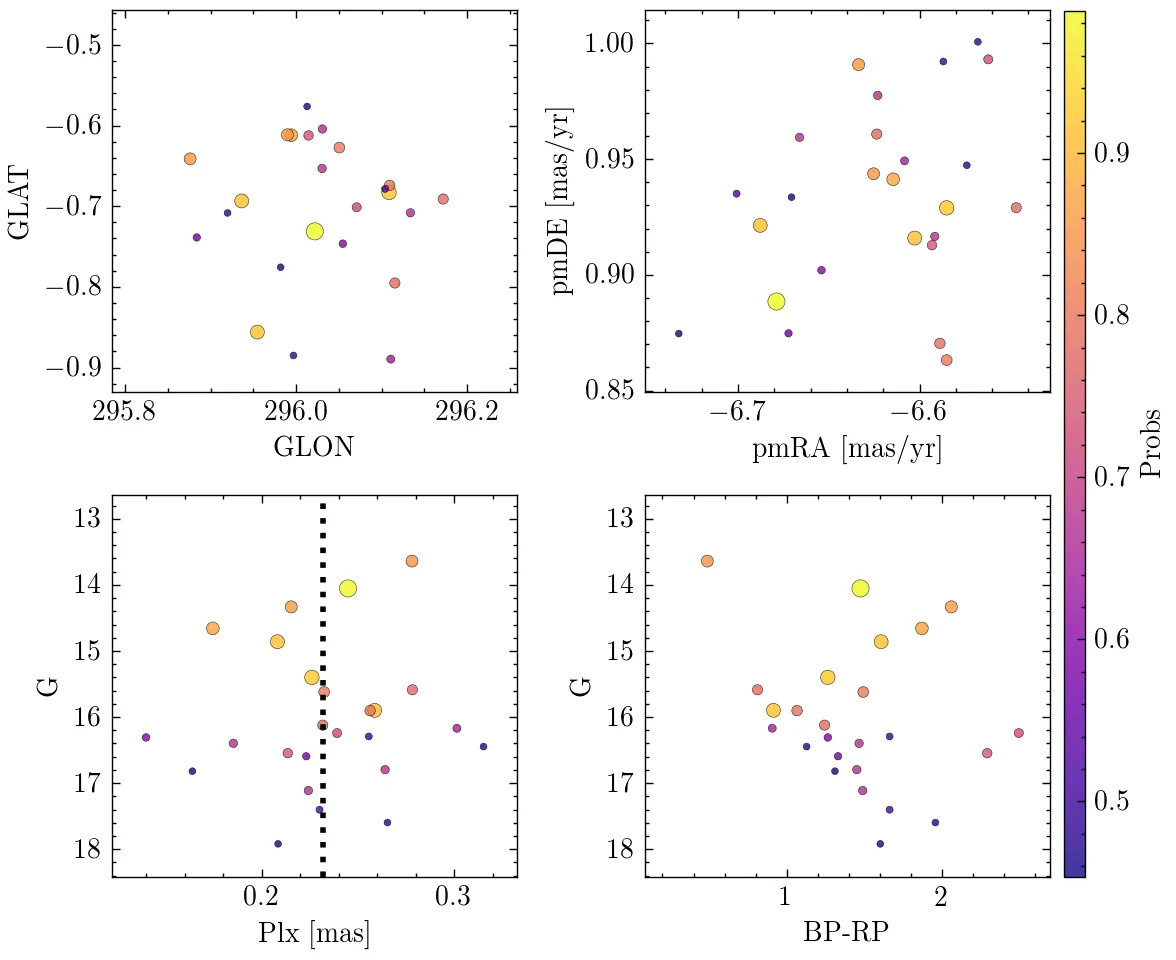 −0.5
−0.6
−0.7
−0.8
−0.9
GLAT
295.8 296.0 296.2
GLON
1.00
0.95
0.90
0.85
pmDE [mas/yr]
−6.7 −6.6
pmRA [mas/yr]
0.9
0.8
0.7
0.6
0.5
Probs
13
14
15
16
17
18
G
0.2 0.3
Plx [mas]
13
14
15
16
17
18
G
1 2
BP-RP